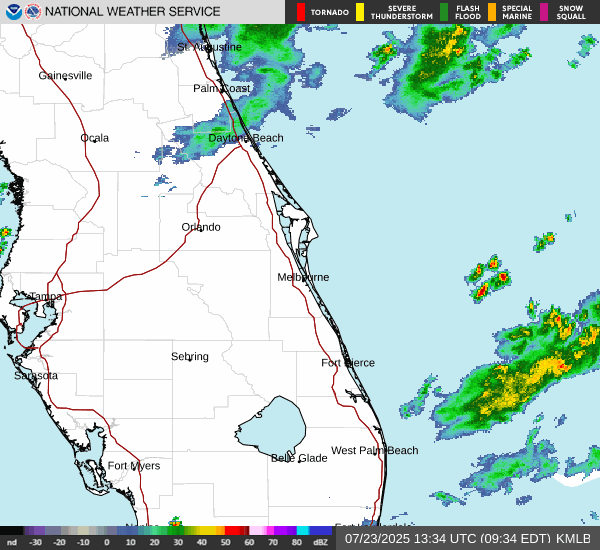 NATIONAL WEATHER SERVICE
TORNADO
SEVERE THUNDERSTORM
FLASH FLOOD
SPECIAL MARINE
SNOW SQUALL
St. Augustine
Gainesville
Palm Coast
Ocala
Daytona Beach
Orlando
Melbourne
Tampa
Sebring
Fort Pierce
Sarasota
West Palm Beach
Belle Glade
Fort Myers
nd -30 -20 -10 0 10 20 30 40 50 60 70 80 dBZ
07/23/2025 13:34 UTC (09:34 EDT) KMLB